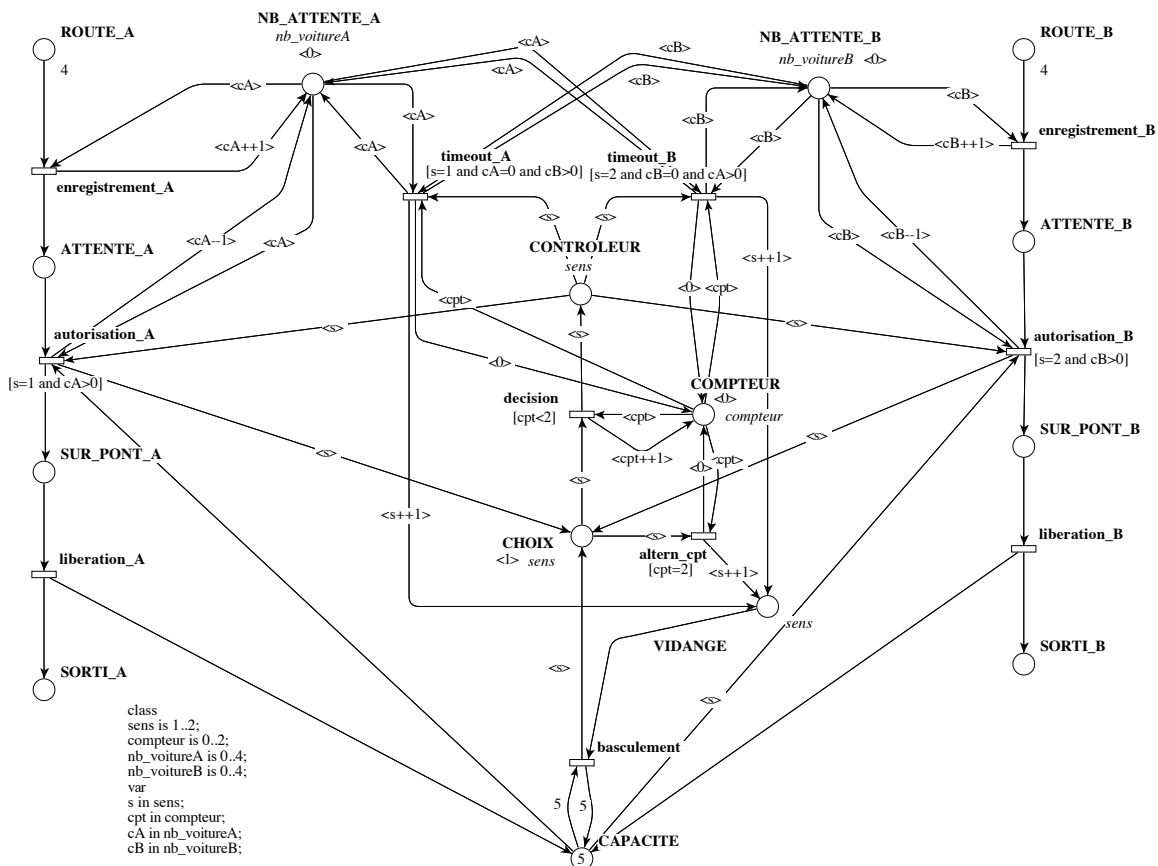 ROUTE_A
4
NB_ATTENTE_A
nb_voitureA
<0>
<cA>
<cA>
<cB>
<cB>
NB_ATTENTE_B
nb_voitureB <0>
ROUTE_B
4
<cA>
<cA>
<cB>
<cB>
<cB>
enregistrement_B
<cA++1>
<cA>
timeout_A
[s=1 and cA=0 and cB>0]
timeout_B
[s=2 and cB=0 and cA>0]
<cB++1>
enregistrement_A
ATTENTE_A
<cA--1>
<cA>
<s>
<s>
CONTROLEUR
sens
<s++1>
<cB>
<cB--1>
ATTENTE_B
<cpt>
<0>
<cpt>
autorisation_A
[s=1 and cA>0]
<s>
<s>
<s>
autorisation_B
[s=2 and cB>0]
<0>
decision
[cpt<2]
<cpt>
<cpt++1>
COMPTEUR
<0>
compteur
SUR_PONT_A
<s>
<s>
<0>
<cpt>
<s>
SUR_PONT_B
<s++1>
CHOIX
<1> sens
<s>
altern_cpt
[cpt=2]
<s++1>
liberation_A
liberation_B
sens
VIDANGE
SORTI_A
<s>
<s>
SORTI_B
class
sens is 1..2;
compteur is 0..2;
nb_voitureA is 0..4;
nb_voitureB is 0..4;
var
s in sens;
cpt in compteur;
cA in nb_voitureA;
cB in nb_voitureB;
basculement
5
5
CAPACITE
5